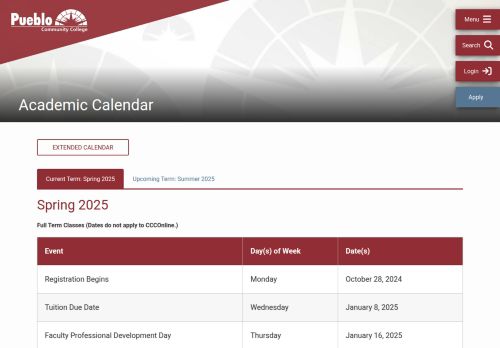 Pueblo
Community College
Menu
Search
Login
Apply
Academic Calendar
EXTENDED CALENDAR
Current Term: Spring 2025
Upcoming Term: Summer 2025
Spring 2025
Full Term Classes (Dates do not apply to CCCOnline.)
Event Day(s) of Week Date(s)
Registration Begins Monday October 28, 2024
Tuition Due Date Wednesday January 8, 2025
Faculty Professional Development Day Thursday January 16, 2025